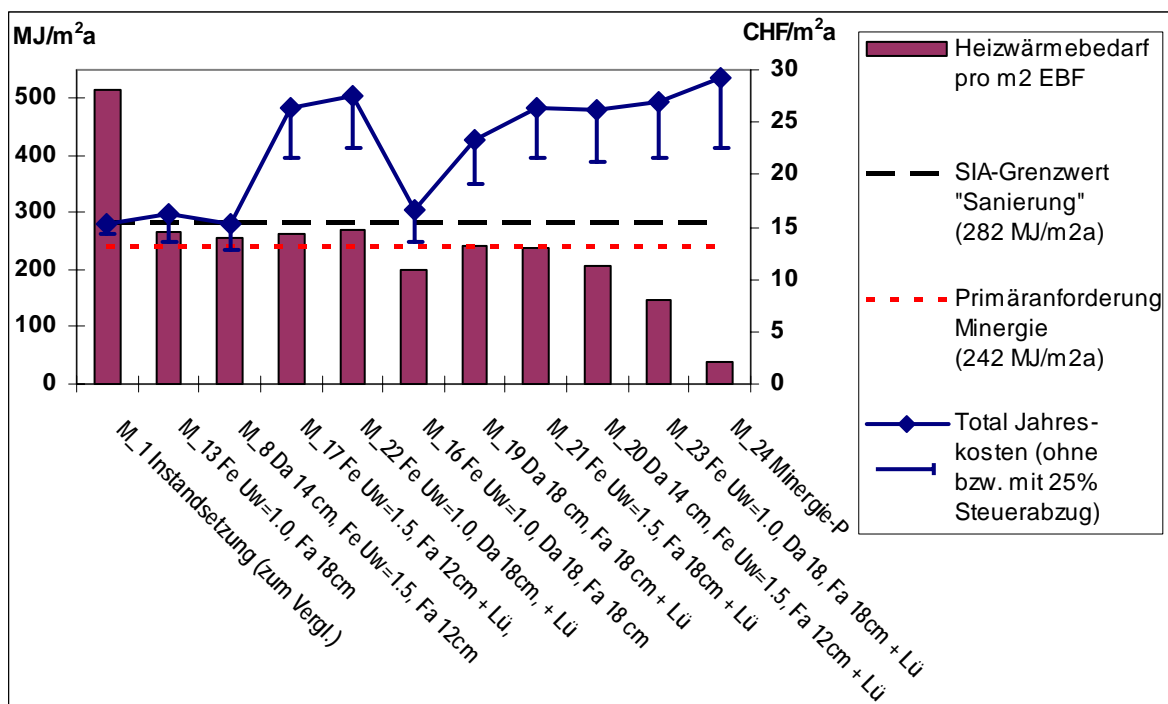 MJ/m²a
CHF/m²a
500
400
300
200
100
0
30
25
20
15
10
5
0
M_1 Instandsetzung (zum Vergl.)
M_13 Fe Uw=1.0, Fa 18cm
M_8 Da 14 cm, Fe Uw=1.5, Fa 12cm
M_17 Fe Uw=1.5, Fa 12cm + Lü,
M_22 Fe Uw=1.0, Da 18cm, + Lü
M_16 Fe Uw=1.0, Da 18, Fa 18 cm
M_19 Da 18 cm, Fa 18 cm + Lü
M_21 Fe Uw=1.5, Fa 18cm + Lü
M_20 Da 14 cm, Fe Uw=1.5, Fa 12cm + Lü
M_23 Fe Uw=1.0, Da 18, Fa 18cm + Lü
M_24 Minergie-P
Heizwärmebedarf
pro m2 EBF
SIA-Grenzwert
"Sanierung"
(282 MJ/m2a)
Primäranforderung
Minergie
(242 MJ/m2a)
Total Jahres-
kosten (ohne
bzw. mit 25%
Steuerabzug)